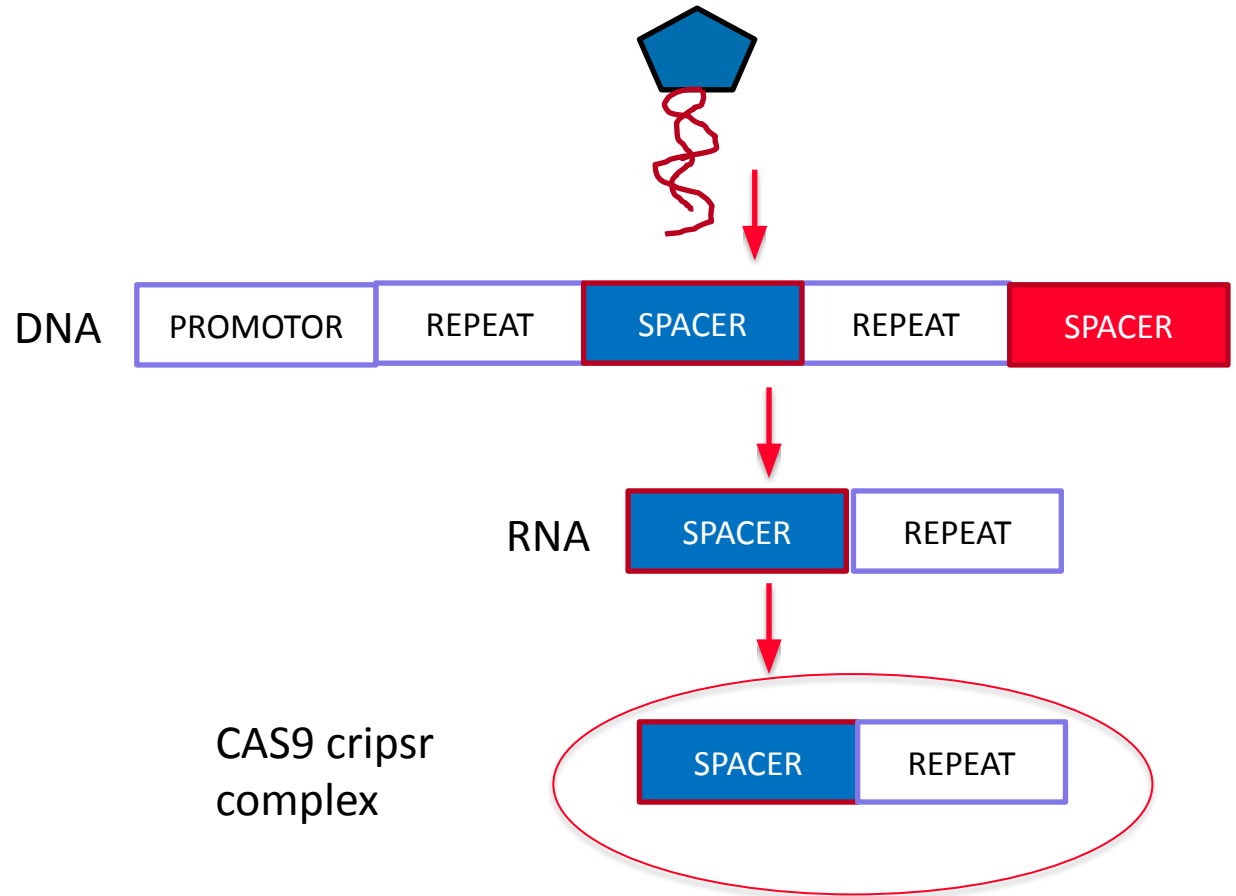 DNA
PROMOTOR
REPEAT
SPACER
REPEAT
SPACER
RNA
SPACER
REPEAT
CAS9 cripsr
complex
SPACER
REPEAT